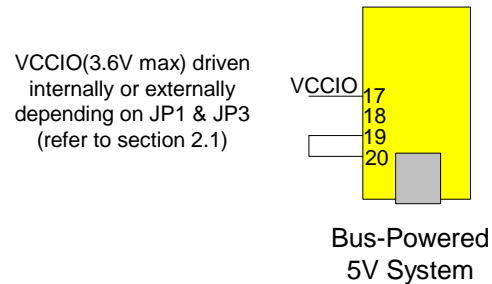 VCCIO(3.6V max) driven
internally or externally
depending on JP1 & JP3
(refer to section 2.1)
VCCIO
17
18
19
20
Bus-Powered
5V System